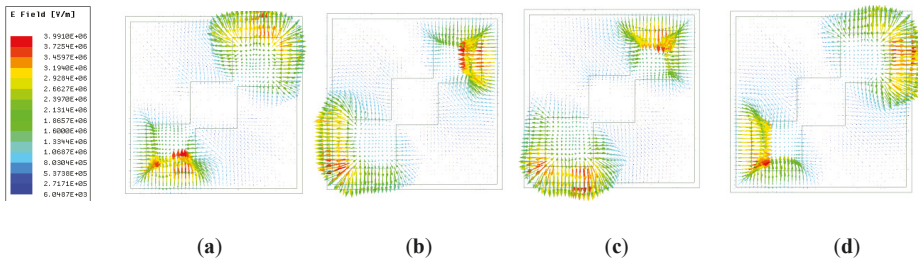 E Field [V/m]
3.9910E+06
3.7254E+06
3.4597E+06
3.1940E+06
2.9284E+06
2.6627E+06
2.3970E+06
2.1314E+06
1.8657E+06
1.6000E+06
1.3344E+06
1.0687E+06
8.0304E+05
5.3738E+05
2.7171E+05
6.0487E+03
(a)
(b)
(c)
(d)